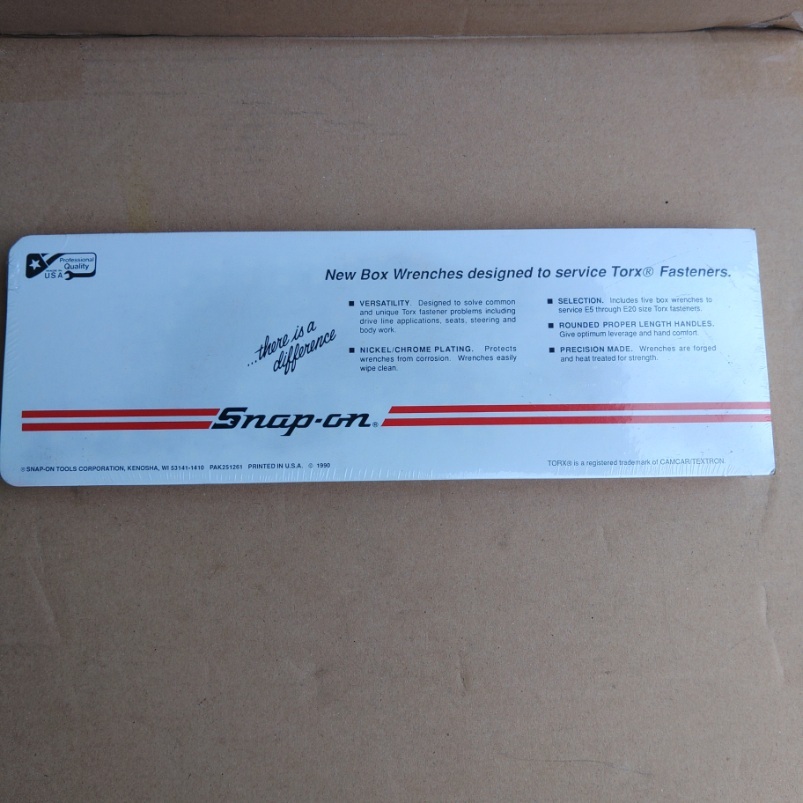 Professional
Quality
USA
New Box Wrenches designed to service Torx® Fasteners.
■ VERSATILITY. Designed to solve common
and unique Torx fastener problems including
drive line applications, seats, steering and
body work.
■ NICKEL/CHROME PLATING. Protects
wrenches from corrosion. Wrenches easily
wipe clean.
■ SELECTION. Includes five box wrenches to
service E5 through E20 size Torx fasteners.
■ ROUNDED PROPER LENGTH HANDLES.
Give optimum leverage and hand comfort.
■ PRECISION MADE. Wrenches are forged
and heat treated for strength.
...there is a
difference
Snap-on®
® SNAP-ON TOOLS CORPORATION, KENOSHA, WI 53141-1410 PAK251261 PRINTED IN U.S.A. © 1990
TORX® is a registered trademark of CAMCAR/TEXTRON.